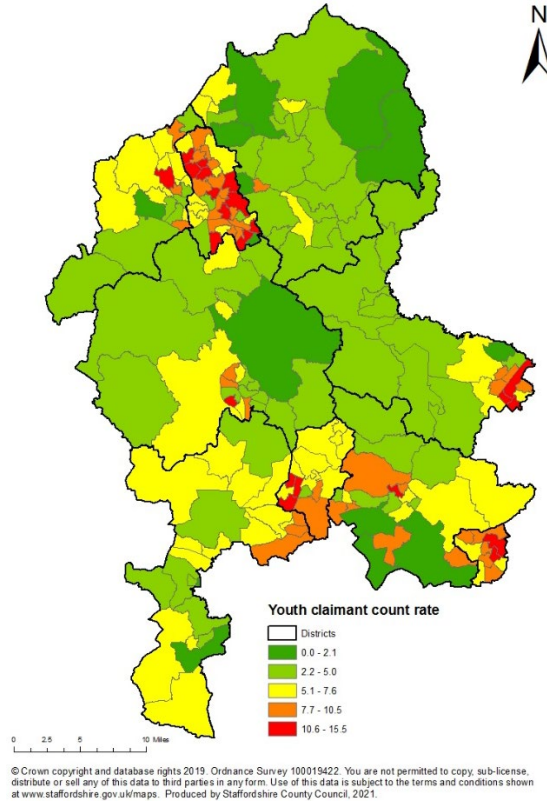 N
Youth claimant count rate
Districts
0.0 - 2.1
2.2 - 5.0
5.1 - 7.6
7.7 - 10.5
10.6 - 15.5
0 2.5 5 10 Miles
© Crown copyright and database rights 2019. Ordnance Survey 100019422. You are not permitted to copy, sub-license,
distribute or sell any of this data to third parties in any form. Use of this data is subject to the terms and conditions shown
at www.staffordshire.gov.uk/maps. Produced by Staffordshire County Council, 2021.